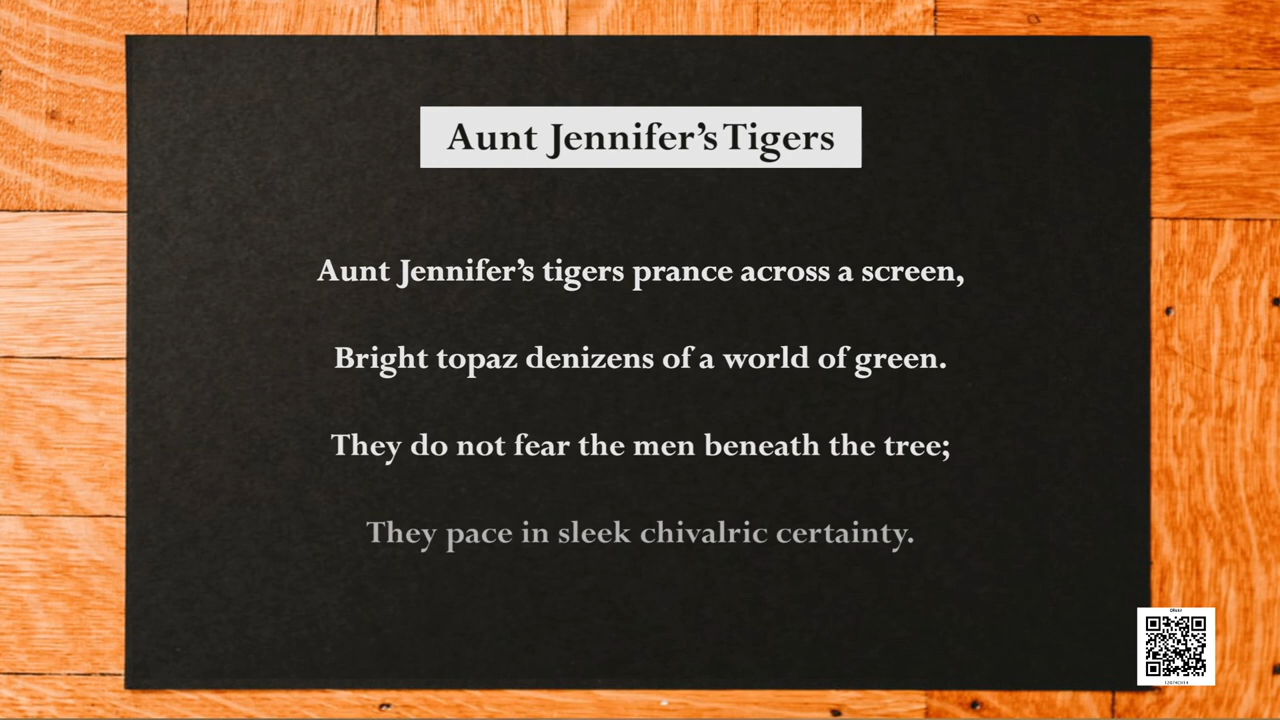 Aunt Jennifer's Tigers
Aunt Jennifer's tigers prance across a screen,
Bright topaz denizens of a world of green.
They do not fear the men beneath the tree;
They pace in sleek chivalric certainty.